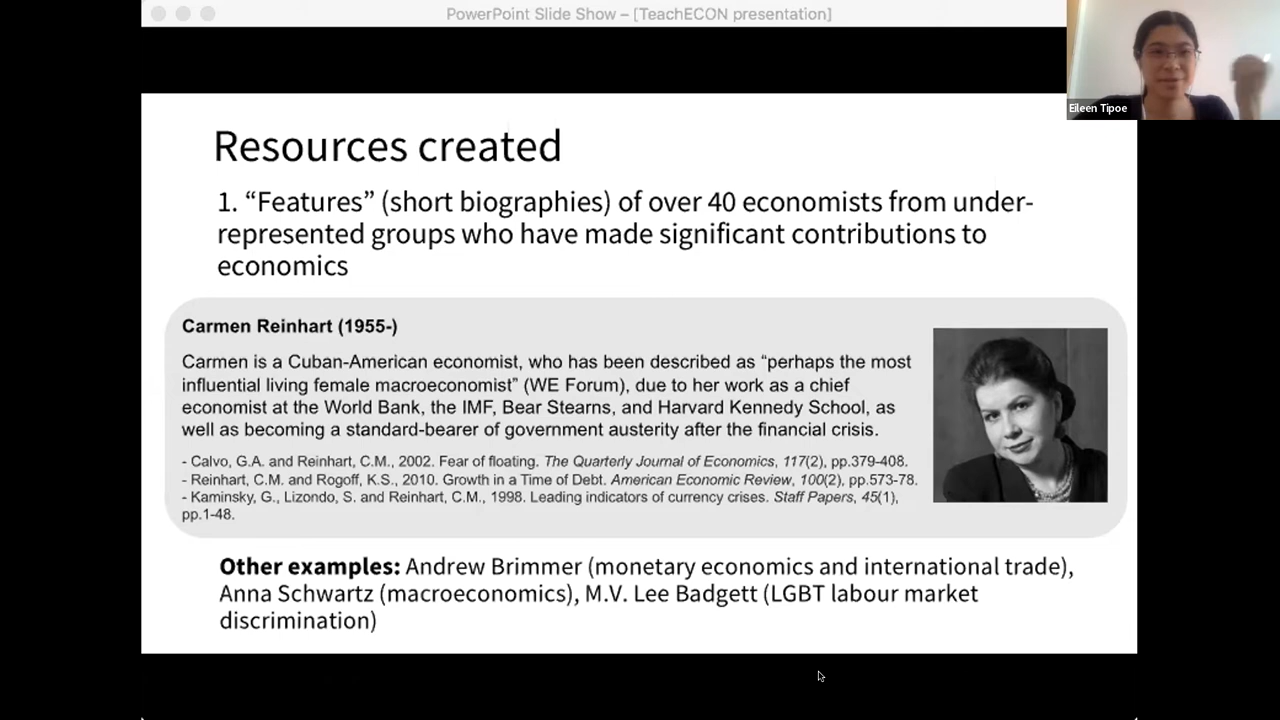 PowerPoint Slide Show – [TeachECON presentation]
Eileen Tipoe
Resources created
1. “Features” (short biographies) of over 40 economists from under-
represented groups who have made significant contributions to
economics
Carmen Reinhart (1955-)
Carmen is a Cuban-American economist, who has been described as “perhaps the most
influential living female macroeconomist” (WE Forum), due to her work as a chief
economist at the World Bank, the IMF, Bear Stearns, and Harvard Kennedy School, as
well as becoming a standard-bearer of government austerity after the financial crisis.
- Calvo, G.A. and Reinhart, C.M., 2002. Fear of floating. The Quarterly Journal of Economics, 117(2), pp.379-408.
- Reinhart, C.M. and Rogoff, K.S., 2010. Growth in a Time of Debt. American Economic Review, 100(2), pp.573-78.
- Kaminsky, G., Lizondo, S. and Reinhart, C.M., 1998. Leading indicators of currency crises. Staff Papers, 45(1),
pp.1-48.
Other examples: Andrew Brimmer (monetary economics and international trade),
Anna Schwartz (macroeconomics), M.V. Lee Badgett (LGBT labour market
discrimination)